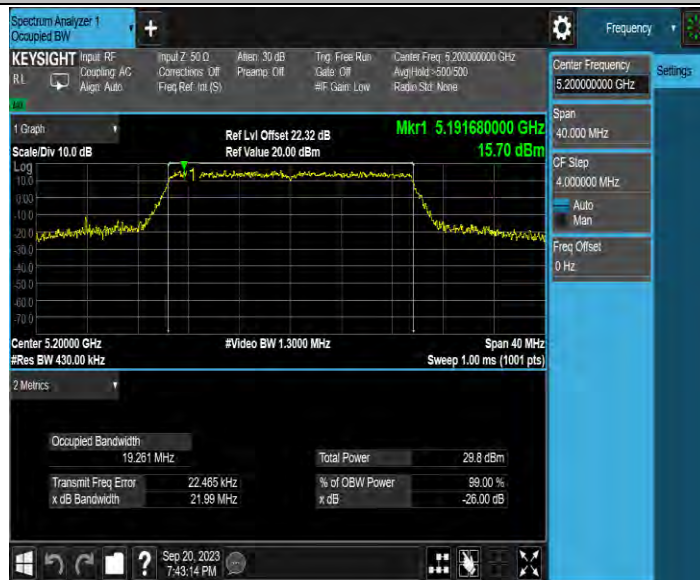 Spectrum Analyzer 1
Occupied BW
+
Frequency
KEYSIGHT Input: RF Input Z: 50 Ω Atten: 30 dB Trig: Free Run Center Freq: 5.200000000 GHz
RL Coupling: AC Corrections: Off Preamp: Off Gate: Off Avg|Hold: >500/500
Align: Auto Freq Ref: Int (S) #IF Gain: Low Radio Std: None
1 Graph
Scale/Div 10.0 dB
Ref Lvl Offset 22.32 dB
Ref Value 20.00 dBm
Mkr1 5.191680000 GHz
15.70 dBm
Log
10.0
0.00
-10.0
-20.0
-30.0
-40.0
-50.0
-60.0
-70.0
1
Center 5.20000 GHz #Video BW 1.3000 MHz Span 40 MHz
#Res BW 430.00 kHz Sweep 1.00 ms (1001 pts)
2 Metrics
Occupied Bandwidth
19.261 MHz
Total Power 29.8 dBm
Transmit Freq Error 22.465 kHz % of OBW Power 99.00 %
x dB Bandwidth 21.99 MHz x dB -26.00 dB
?
Sep 20, 2023
7:43:14 PM
Center Frequency
5.200000000 GHz
Settings
Span
40.000 MHz
CF Step
4.000000 MHz
Auto
Man
Freq Offset
0 Hz